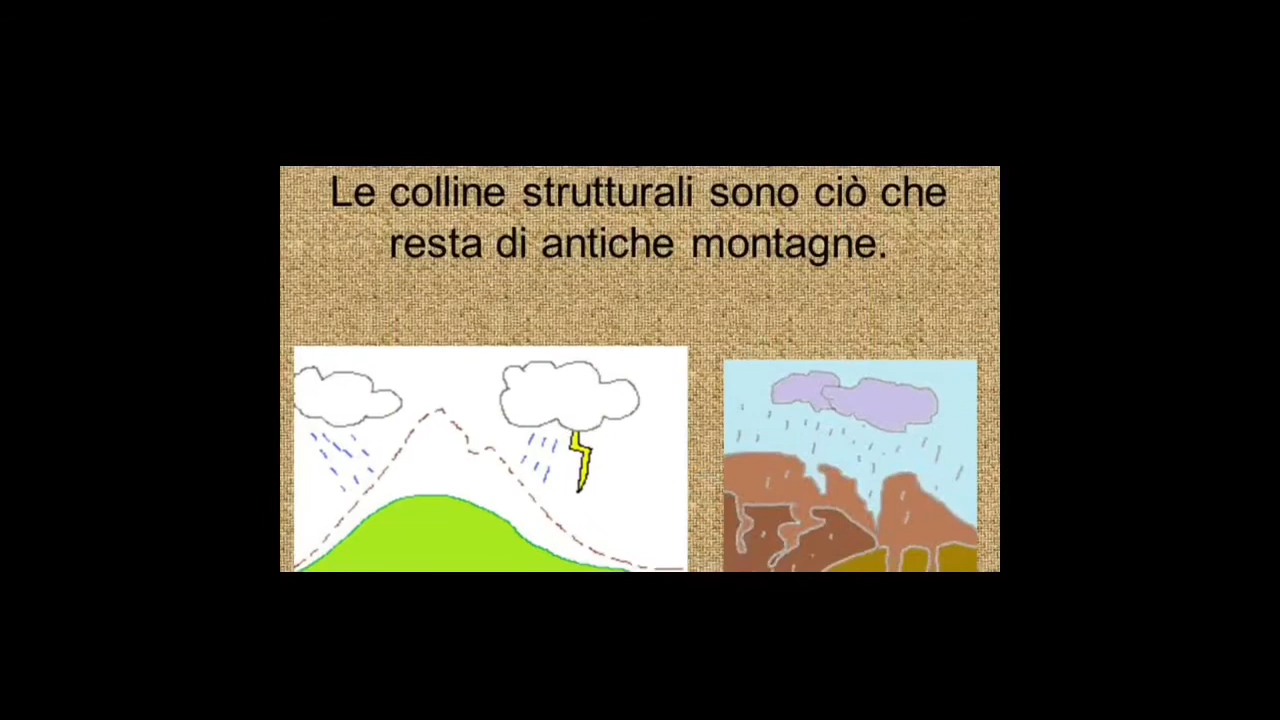 Le colline strutturali sono ciò che
resta di antiche montagne.